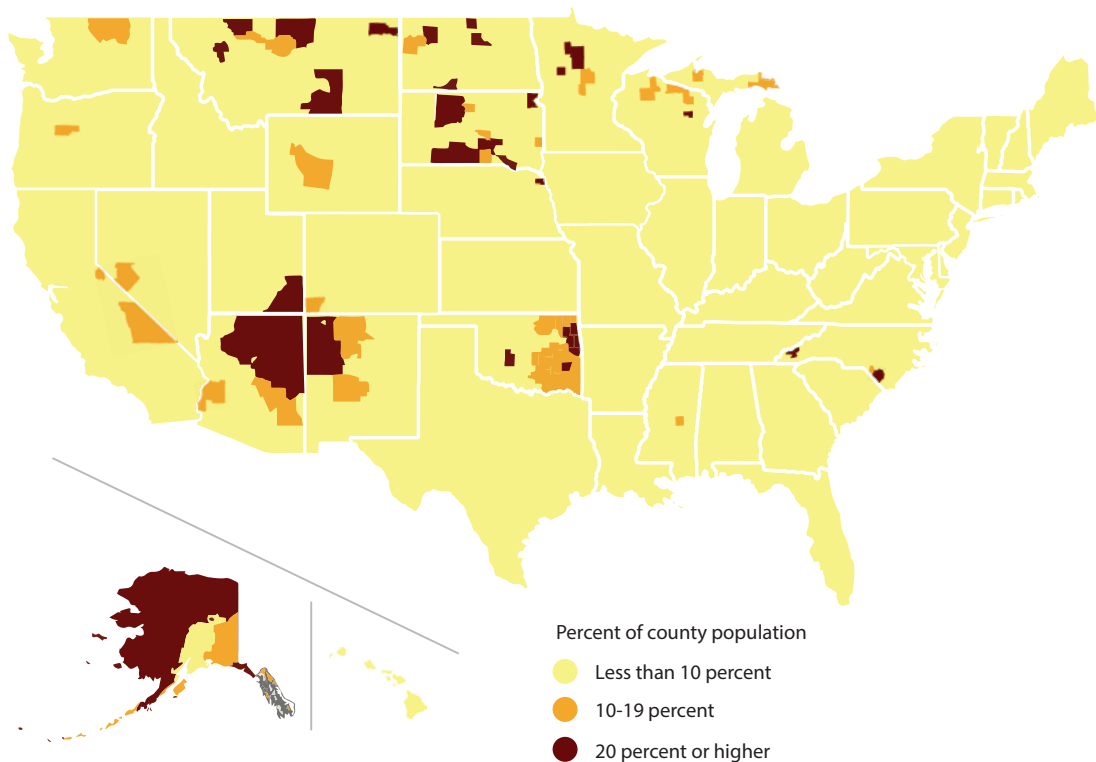 Percent of county population
Less than 10 percent
10-19 percent
20 percent or higher